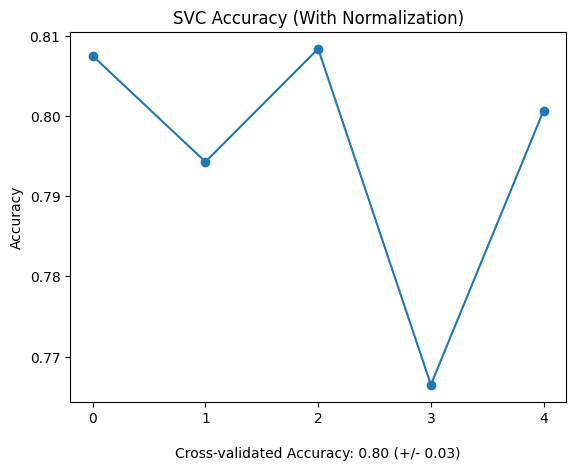 SVC Accuracy (With Normalization)
0.81
0.80
0.79
0.78
0.77
Accuracy
0 1 2 3 4
Cross-validated Accuracy: 0.80 (+/- 0.03)